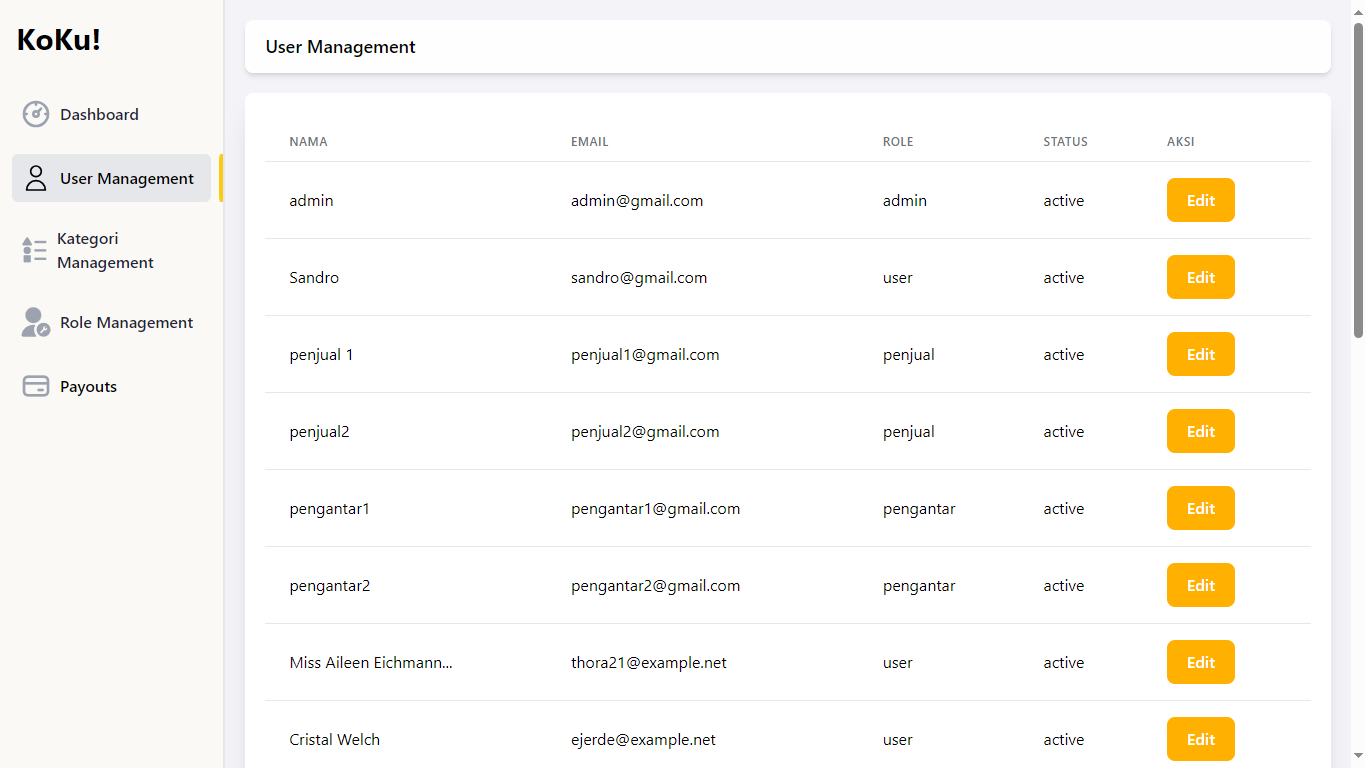 KoKu!
Dashboard
User Management
Kategori
Management
Role Management
Payouts
User Management
NAMA EMAIL ROLE STATUS AKSI
admin admin@gmail.com admin active Edit
Sandro sandro@gmail.com user active Edit
penjual 1 penjual1@gmail.com penjual active Edit
penjual2 penjual2@gmail.com penjual active Edit
pengantar1 pengantar1@gmail.com pengantar active Edit
pengantar2 pengantar2@gmail.com pengantar active Edit
Miss Aileen Eichmann... thora21@example.net user active Edit
Cristal Welch ejerde@example.net user active Edit